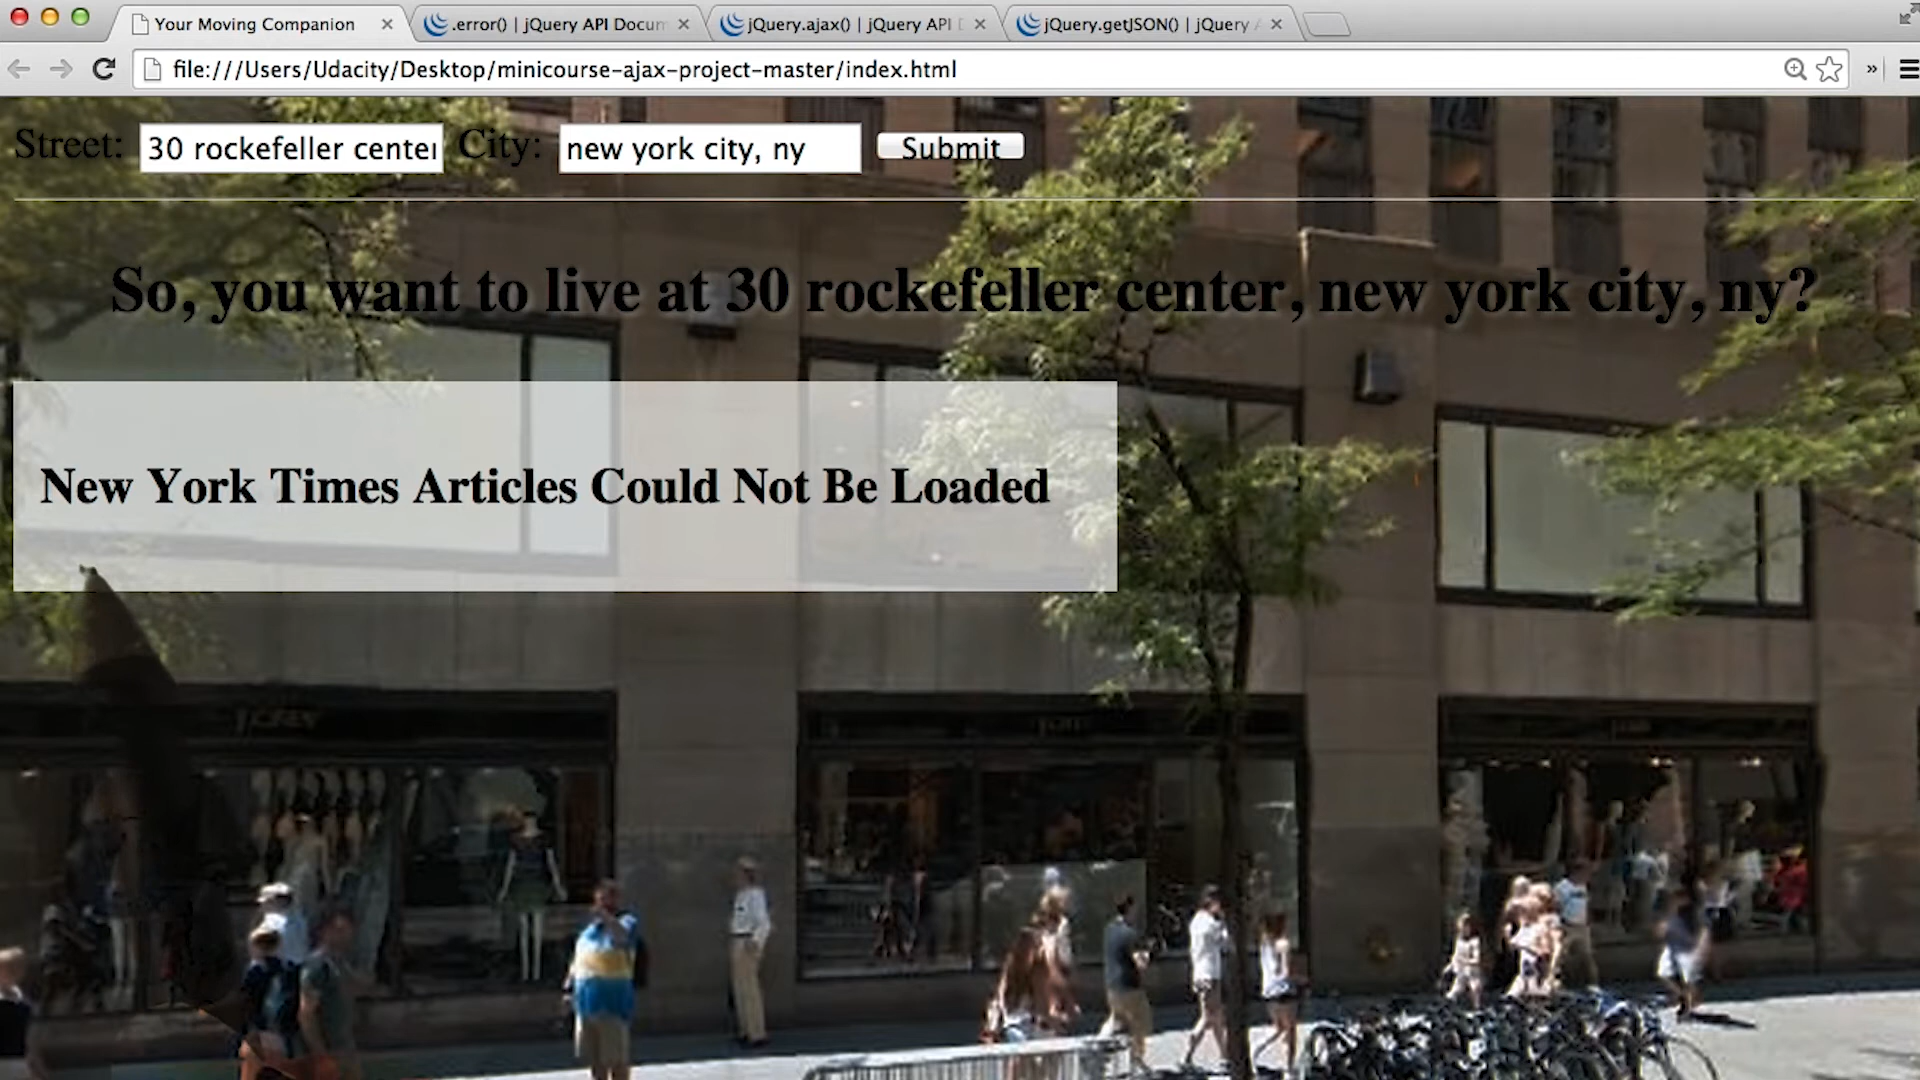 Your Moving Companion
.error() | jQuery API Docum
jQuery.ajax() | jQuery API D
jQuery.getJSON() | jQuery A
file:///Users/Udacity/Desktop/minicourse-ajax-project-master/index.html
Street: 30 rockefeller center City: new york city, ny Submit
So, you want to live at 30 rockefeller center, new york city, ny?
New York Times Articles Could Not Be Loaded